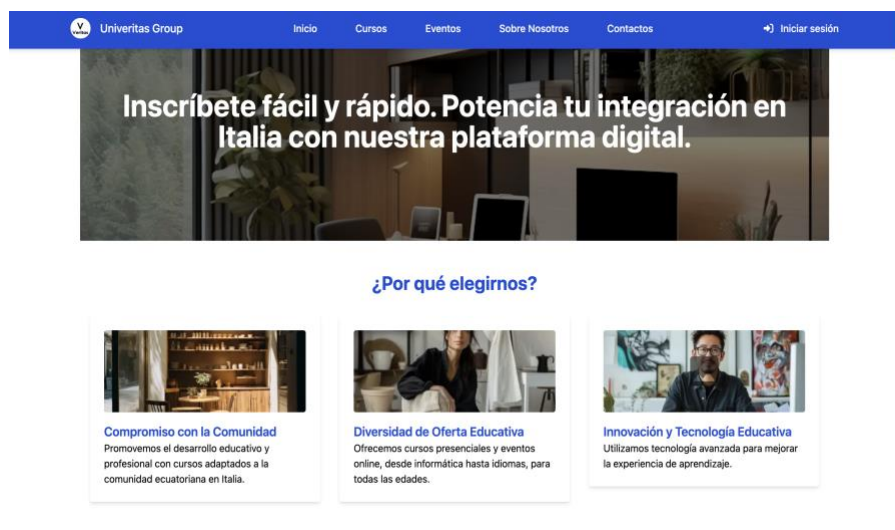 V
Veritas
Univeritas Group
Inicio
Cursos
Eventos
Sobre Nosotros
Contactos
Iniciar sesión
Inscríbete fácil y rápido. Potencia tu integración en
Italia con nuestra plataforma digital.
¿Por qué elegirnos?
Compromiso con la Comunidad
Promovemos el desarrollo educativo y
profesional con cursos adaptados a la
comunidad ecuatoriana en Italia.
Diversidad de Oferta Educativa
Ofrecemos cursos presenciales y eventos
online, desde informática hasta idiomas, para
todas las edades.
Innovación y Tecnología Educativa
Utilizamos tecnología avanzada para mejorar
la experiencia de aprendizaje.